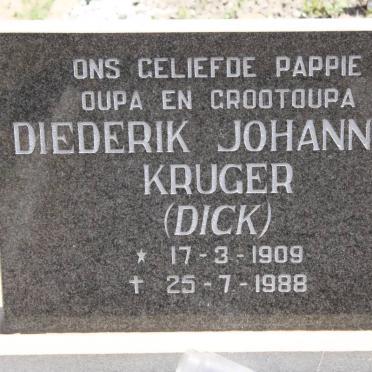 ONS GELIEFDE PAPPIE
OUPA EN GROOTOUPA
DIEDERIK JOHANN
KRUGER
(DICK)
* 17-3-1909
✝ 25-7-1988